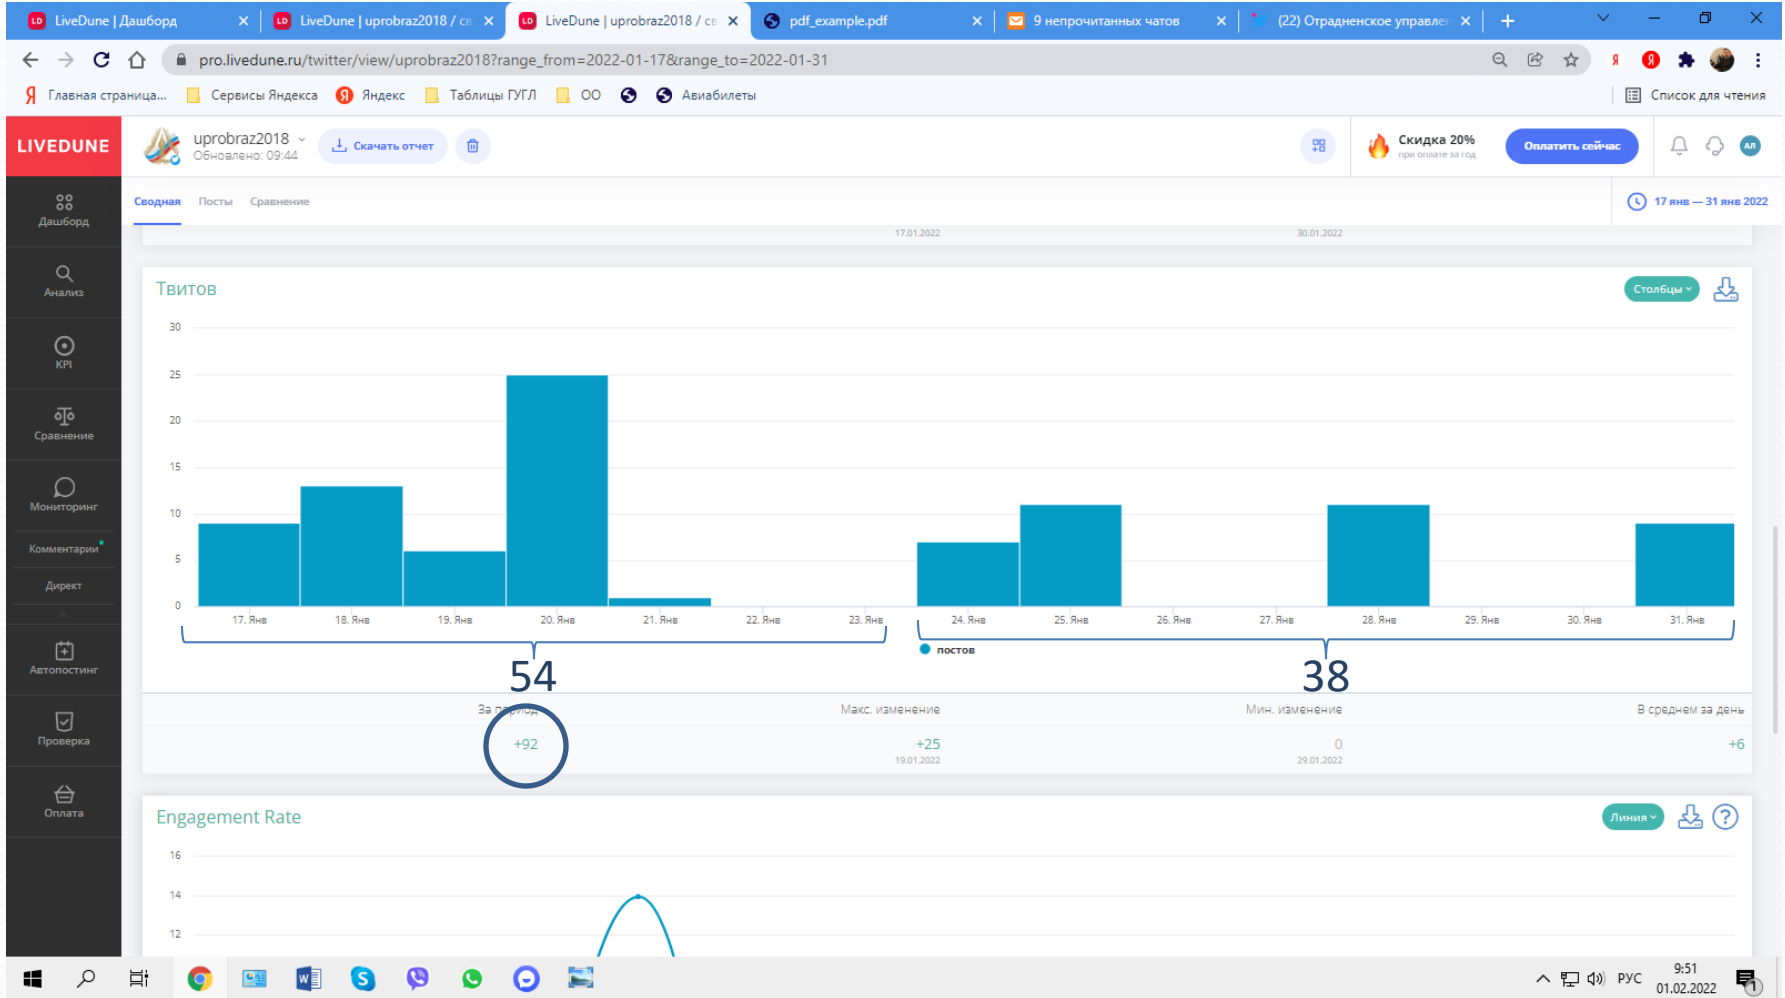 LiveDune | Дашборд
LiveDune | uprobraz2018 / св
LiveDune | uprobraz2018 / св
pdf_example.pdf
9 непрочитанных чатов
(22) Отрадненское управлен
pro.livedune.ru/twitter/view/uprobraz2018?range_from=2022-01-17&range_to=2022-01-31
Главная страница...
Сервисы Яндекса
Яндекс
Таблицы ГУГЛ
ОО
Авиабилеты
Список для чтения
LIVEDUNE
uprobraz2018
Обновлено: 09:44
Скачать отчет
Скидка 20%
при оплате за год
Оплатить сейчас
АЛ
Дашборд
Анализ
KPI
Сравнение
Мониторинг
Комментарии
Директ
Автопостинг
Проверка
Оплата
Сводная Посты Сравнение
17 янв — 31 янв 2022
17.01.2022 30.01.2022
Твитов
Столбцы
30
25
20
15
10
5
0
17. Янв 18. Янв 19. Янв 20. Янв 21. Янв 22. Янв 23. Янв 24. Янв 25. Янв 26. Янв 27. Янв 28. Янв 29. Янв 30. Янв 31. Янв
постов
54 38
За период Макс. изменение Мин. изменение В среднем за день
+92 +25 0 +6
19.01.2022 29.01.2022
Engagement Rate
Линия
16
14
12
РУС
9:51
01.02.2022
1